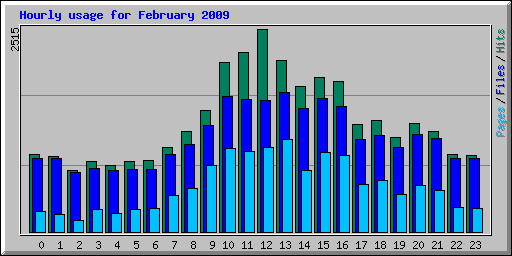 Hourly usage for February 2009
2515
Pages / Files / Hits
0 1 2 3 4 5 6 7 8 9 10 11 12 13 14 15 16 17 18 19 20 21 22 23